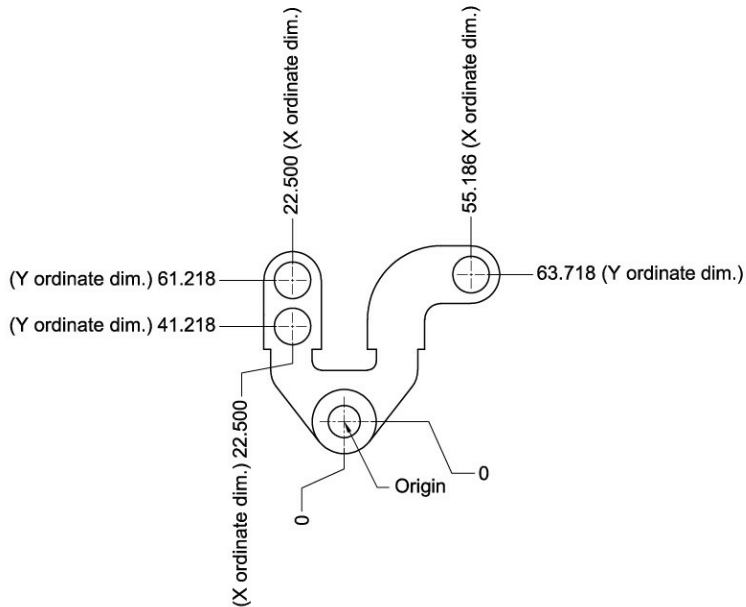 22.500 (X ordinate dim.)
55.186 (X ordinate dim.)
(Y ordinate dim.) 61.218
63.718 (Y ordinate dim.)
(Y ordinate dim.) 41.218
(X ordinate dim.) 22.500
0
Origin
0